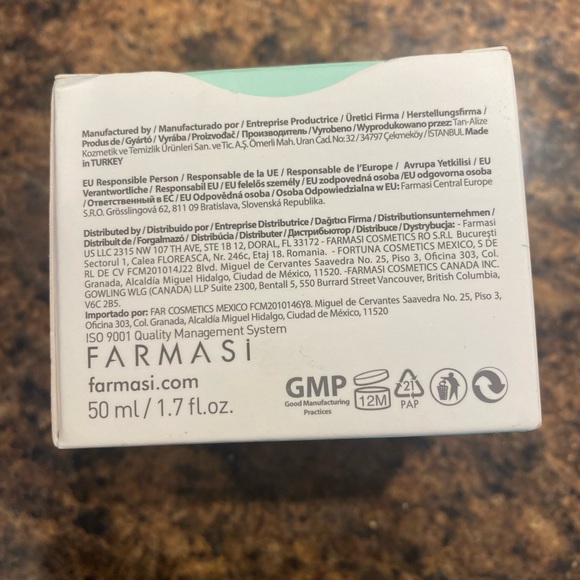 Manufactured by / Manufacturado por / Entreprise Productrice / Üretici Firma / Herstellungsfirma /
Produs de / Gyártó / Vyrába / Proizvođač / Производитель / Vyrobeno / Wyprodukowano przez: Tan-Alize
Kozmetik ve Temizlik Ürünleri San. ve Tic. A.Ş. Ömerli Mah. Uran Cad. No: 32 / 34797 Çekmeköy / İSTANBUL Made
in TURKEY
EU Responsible Person / Responsable de la UE / Responsable de l'Europe / Avrupa Yetkilisi / EU
Verantwortliche / Responsabil EU / EU felelős személy / EU zodpovedná osoba / EU odgovorna osoba
/ Ответственный в ЕС / EU Odpovědná osoba / Osoba Odpowiedzialna w EU: Farmasi Central Europe
S.R.O. Grösslingová 62, 811 09 Bratislava, Slovenská Republika.
Distributed by / Distribuido por / Entreprise Distributrice / Dağıtıcı Firma / Distributionsunternehmen /
Distribuit de / Forgalmazó / Distribúcia / Distributer / Дистрибьютор / Distribuce / Dystrybucja: - Farmasi
US LLC 2315 NW 107 TH AVE, STE 1B 12, DORAL, FL 33172 - FARMASI COSMETICS RO S.R.L. București
Sectorul 1, Calea FLOREASCA, Nr. 246c, Etaj 18. Romania. - FORTUNA COSMETICS MEXICO, S DE
RL DE CV FCM201014J22 Blvd. Miguel de Cervantes Saavedra No. 25, Piso 3, Oficina 303, Col.
Granada, Alcaldía Miguel Hidalgo, Ciudad de México, 11520. -FARMASI COSMETICS CANADA INC.
GOWLING WLG (CANADA) LLP Suite 2300, Bentall 5, 550 Burrard Street Vancouver, British Columbia,
V6C 2B5.
Importado por: FAR COSMETICS MEXICO FCM2010146Y8. Miguel de Cervantes Saavedra No. 25, Piso 3,
Oficina 303, Col. Granada, Alcaldía Miguel Hidalgo, Ciudad de México, 11520
ISO 9001 Quality Management System
FARMASi
farmasi.com
50 ml / 1.7 fl.oz.
GMP
Good Manufacturing
Practices
12M
21
PAP